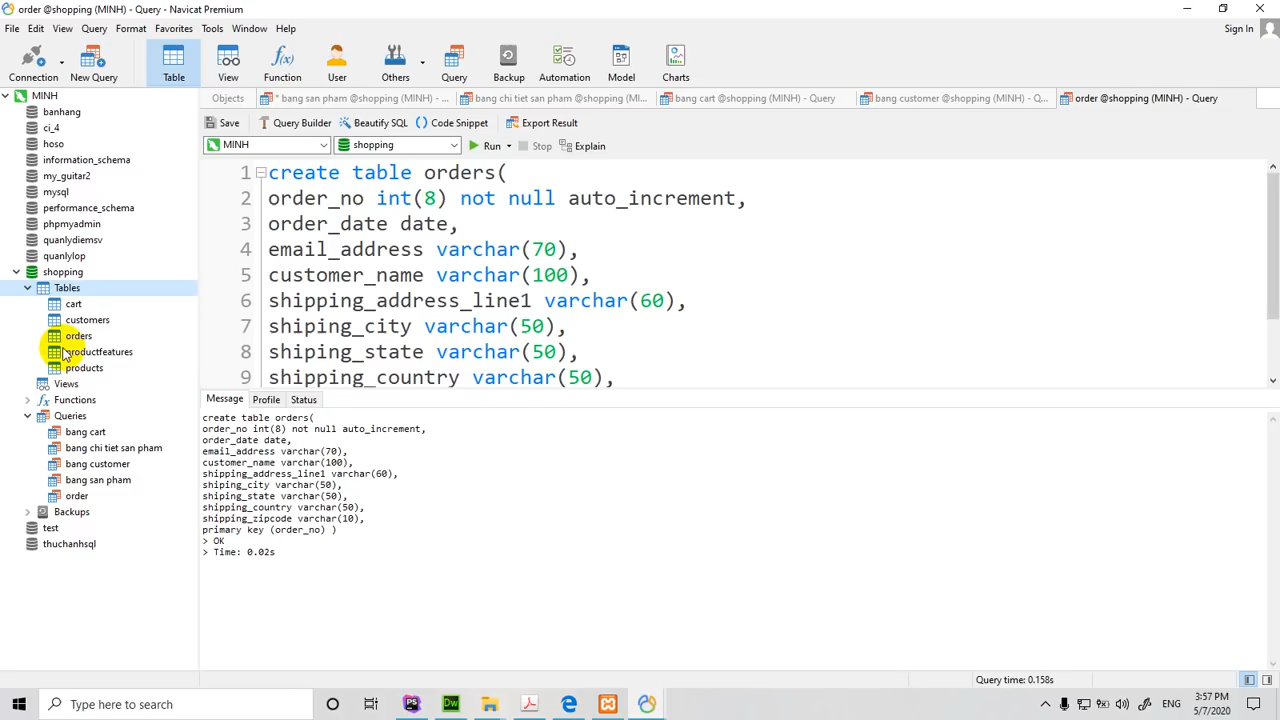 order @shopping (MINH) - Query - Navicat Premium
File Edit View Query Format Favorites Tools Window Help
Sign In
Connection New Query Table View Function User Others Query Backup Automation Model Charts
Objects * bang san pham @shopping (MINH) - ... bang chi tiet san pham @shopping (MI... bang cart @shopping (MINH) - Query bang customer @shopping (MINH) - Q... order @shopping (MINH) - Query
Save Query Builder Beautify SQL () Code Snippet Export Result
MINH shopping Run Stop Explain
MINH
banhang
ci_4
hoso
information_schema
my_guitar2
mysql
performance_schema
phpmyadmin
quanlydiemsv
quanlylop
shopping
Tables
cart
customers
orders
productfeatures
products
Views
Functions
Queries
bang cart
bang chi tiet san pham
bang customer
bang san pham
order
Backups
test
thuchanhsql
1 create table orders(
2 order_no int(8) not null auto_increment,
3 order_date date,
4 email_address varchar(70),
5 customer_name varchar(100),
6 shipping_address_line1 varchar(60),
7 shiping_city varchar(50),
8 shiping_state varchar(50),
9 shipping_country varchar(50),
Message Profile Status
create table orders(
order_no int(8) not null auto_increment,
order_date date,
email_address varchar(70),
customer_name varchar(100),
shipping_address_line1 varchar(60),
shiping_city varchar(50),
shiping_state varchar(50),
shipping_country varchar(50),
shipping_zipcode varchar(10),
primary key (order_no) )
> OK
> Time: 0.02s
Query time: 0.158s
Type here to search
ENG
3:57 PM
5/7/2020